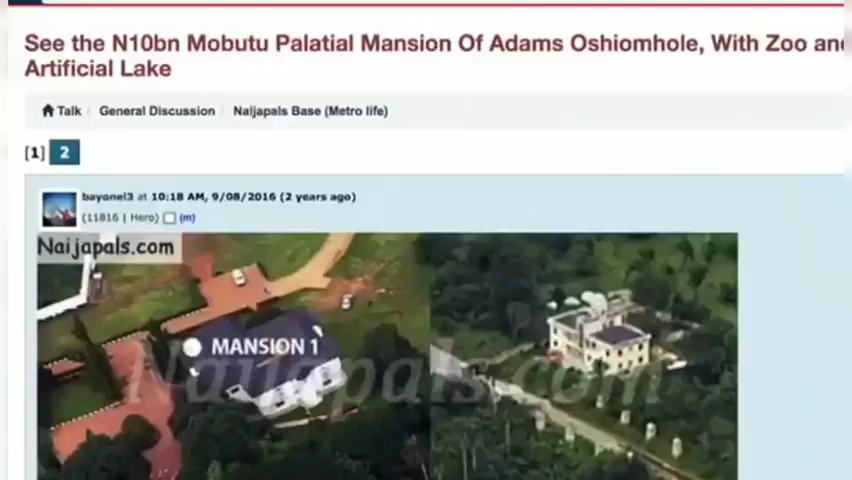 See the N10bn Mobutu Palatial Mansion Of Adams Oshiomhole, With Zoo and
Artificial Lake
Talk / General Discussion / Naijapals Base (Metro life)
[1] 2
bayonel3 at 10:18 AM, 9/08/2016 (2 years ago)
(11816 | Hero) (m)
Naijapals.com
MANSION 1
Naijapals.com